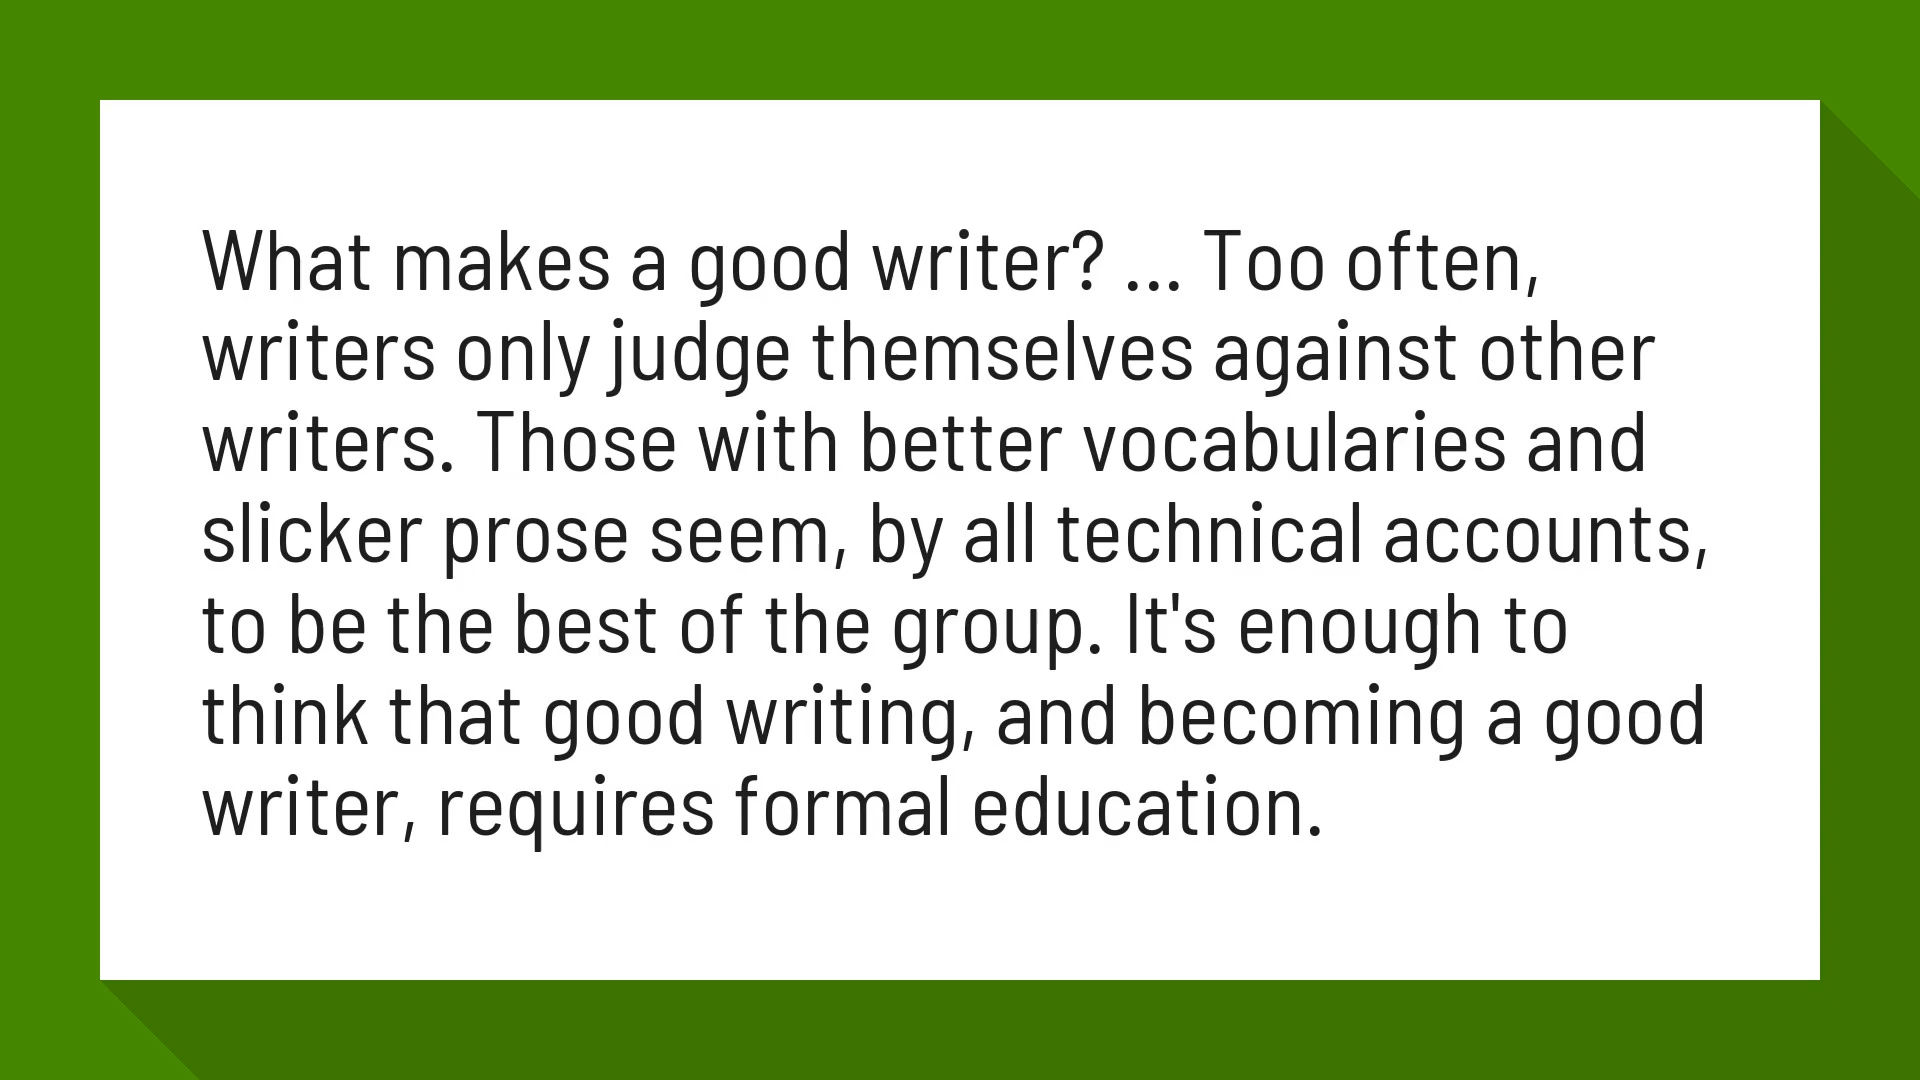 What makes a good writer? ... Too often,
writers only judge themselves against other
writers. Those with better vocabularies and
slicker prose seem, by all technical accounts,
to be the best of the group. It's enough to
think that good writing, and becoming a good
writer, requires formal education.